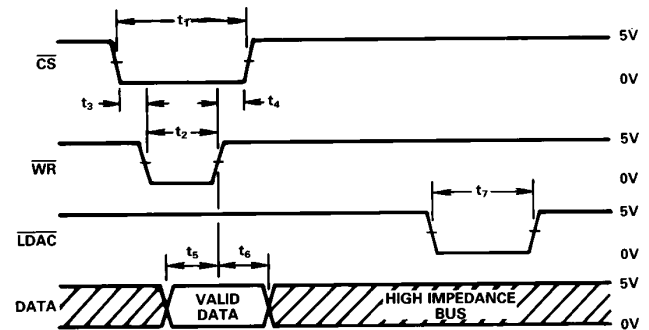 t1
5V
CS
0V
t3
t4
t2
5V
WR
0V
t7
5V
LDAC
0V
t5
t6
5V
DATA
VALID
DATA
HIGH IMPEDANCE
BUS
0V